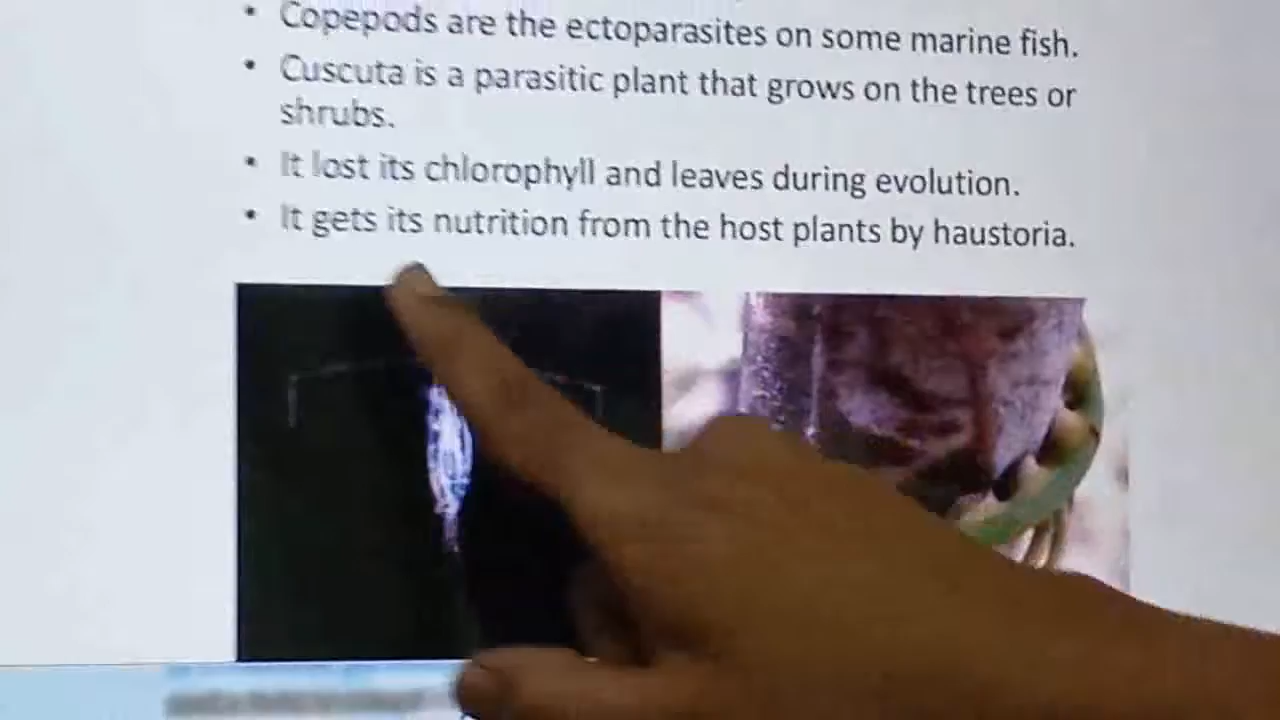 • Copepods are the ectoparasites on some marine fish.
• Cuscuta is a parasitic plant that grows on the trees or
shrubs.
• It lost its chlorophyll and leaves during evolution.
• It gets its nutrition from the host plants by haustoria.